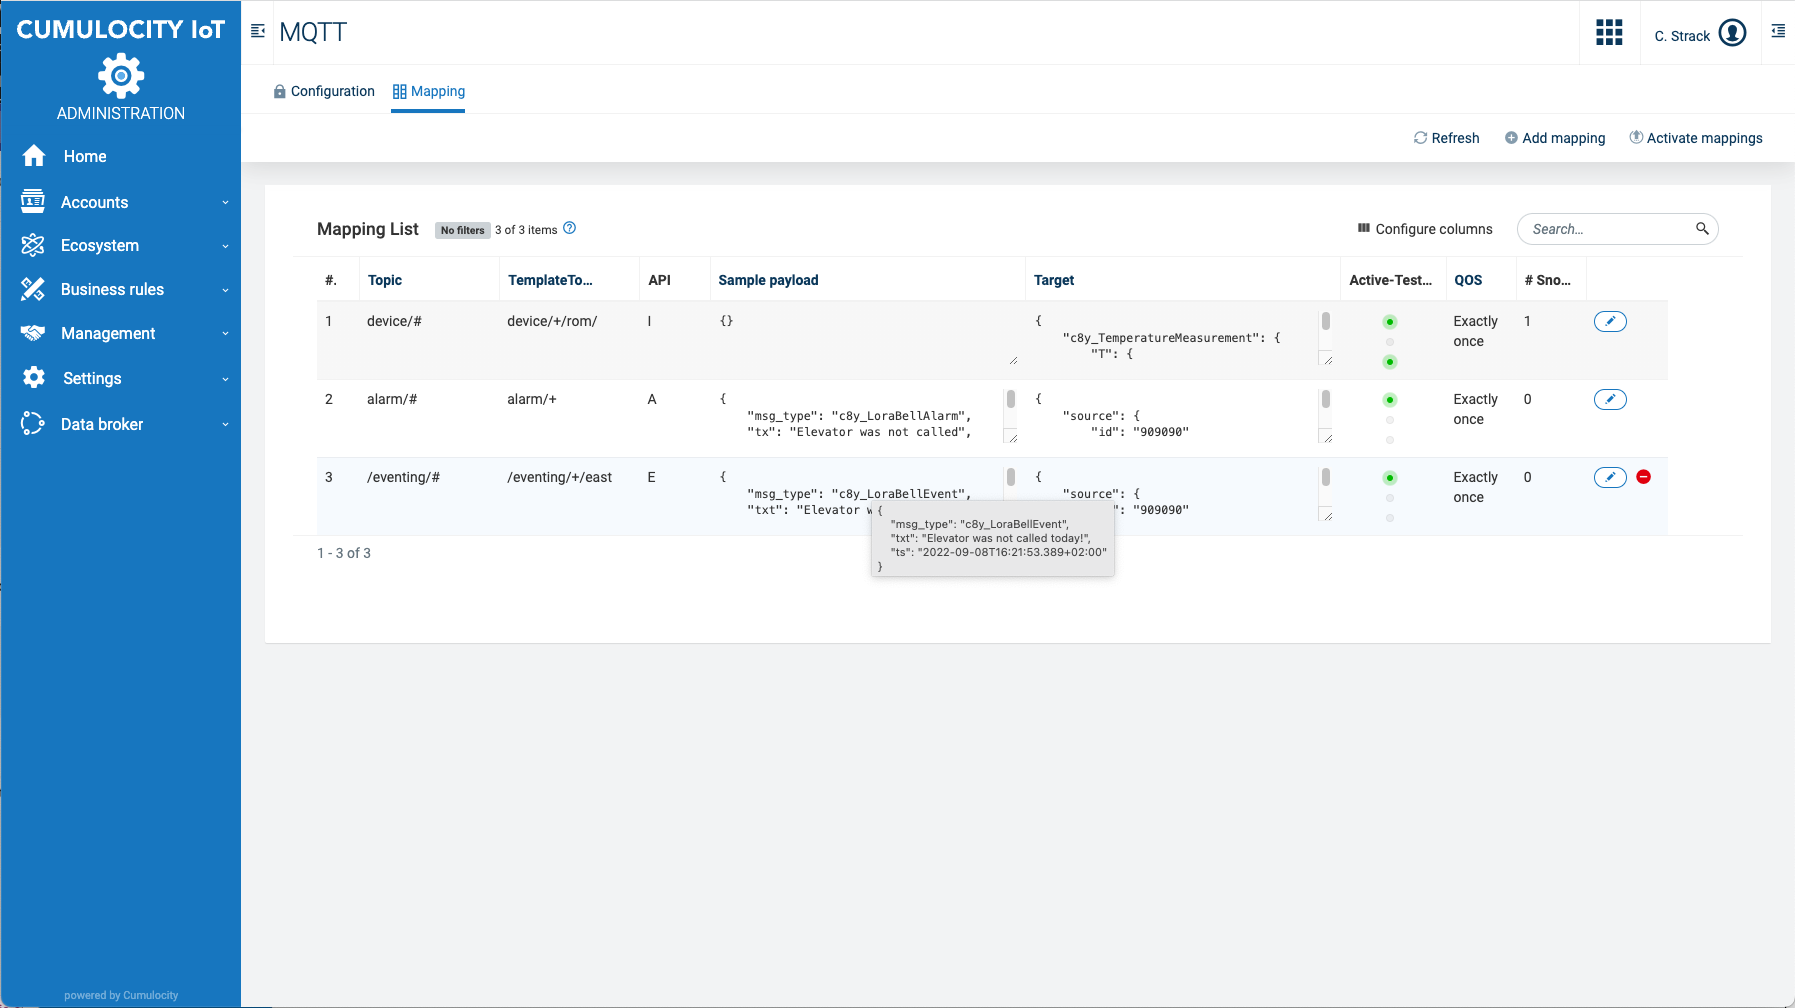 CUMULOCITY IoT
ADMINISTRATION
Home
Accounts
Ecosystem
Business rules
Management
Settings
Data broker
powered by Cumulocity
MQTT
C. Strack
Configuration
Mapping
Refresh
Add mapping
Activate mappings
Mapping List
No filters
3 of 3 items
Configure columns
Search...
#. Topic TemplateTo... API Sample payload Target Active-Test... QOS # Sno...
1 device/# device/+/rom/ I {} { Exactly 1
"c8y_TemperatureMeasurement": { once
"T": {
2 alarm/# alarm/+ A { { Exactly 0
"msg_type": "c8y_LoraBellAlarm", "source": { once
"tx": "Elevator was not called", "id": "909090"
3 /eventing/# /eventing/+/east E { { Exactly 0
"msg_type": "c8y_LoraBellEvent", "source": { once
"txt": "Elevator w ": "909090"
{
"msg_type": "c8y_LoraBellEvent",
"txt": "Elevator was not called today!",
"ts": "2022-09-08T16:21:53.389+02:00"
}
1 - 3 of 3